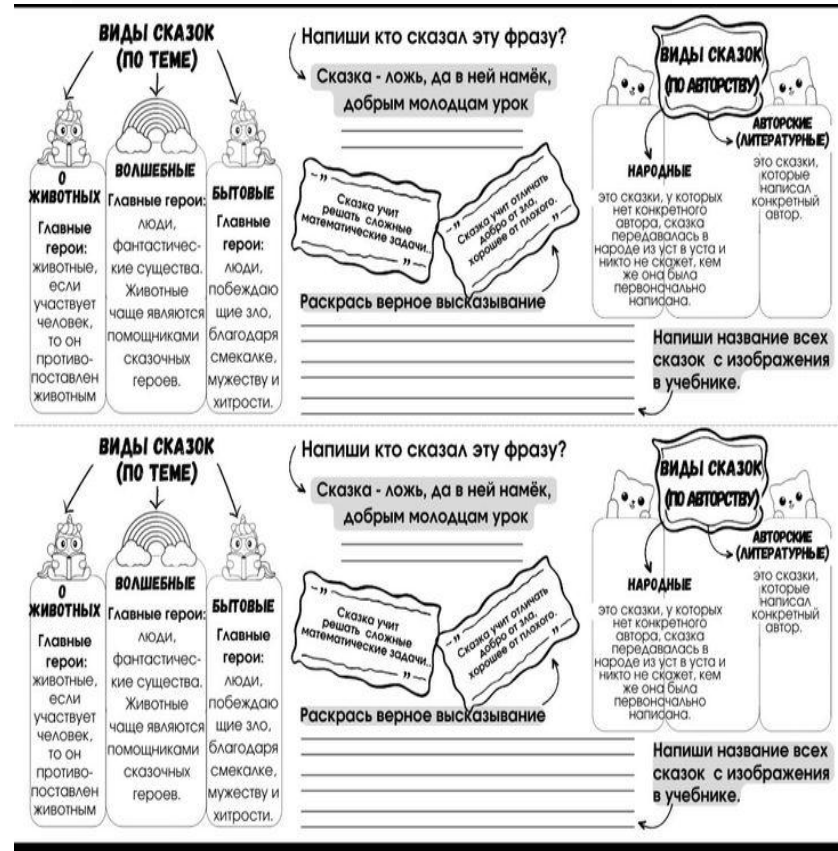 ВИДЫ СКАЗОК
(ПО ТЕМЕ)
О
ЖИВОТНЫХ
Главные
герои:
животные,
если
участвует
человек,
то он
противо-
поставлен
животным
ВОЛШЕБНЫЕ
Главные герои:
люди,
фантастичес-
кие существа.
Животные
чаще являются
помощниками
сказочных
героев.
БЫТОВЫЕ
Главные
герои:
люди,
побеждаю
щие зло,
благодаря
смекалке,
мужеству и
хитрости.
Напиши кто сказал эту фразу?
Сказка - ложь, да в ней намёк,
добрым молодцам урок
Сказка учит
решать сложные
математические задачи..
Сказка учит отличать
добро от зла,
хорошее от плохого.
Раскрась верное высказывание
Напиши название всех
сказок с изображения
в учебнике.
ВИДЫ СКАЗОК
(ПО АВТОРСТВУ)
НАРОДНЫЕ
это сказки, у которых
нет конкретного
автора, сказка
передавалась в
народе из уст в уста и
никто не скажет, кем
же она была
первоначально
написана.
АВТОРСКИЕ
(ЛИТЕРАТУРНЫЕ)
это сказки,
которые
написал
конкретный
автор.
ВИДЫ СКАЗОК
(ПО ТЕМЕ)
О
ЖИВОТНЫХ
Главные
герои:
животные,
если
участвует
человек,
то он
противо-
поставлен
животным
ВОЛШЕБНЫЕ
Главные герои:
люди,
фантастичес-
кие существа.
Животные
чаще являются
помощниками
сказочных
героев.
БЫТОВЫЕ
Главные
герои:
люди,
побеждаю
щие зло,
благодаря
смекалке,
мужеству и
хитрости.
Напиши кто сказал эту фразу?
Сказка - ложь, да в ней намёк,
добрым молодцам урок
Сказка учит
решать сложные
математические задачи..
Сказка учит отличать
добро от зла,
хорошее от плохого.
Раскрась верное высказывание
Напиши название всех
сказок с изображения
в учебнике.
ВИДЫ СКАЗОК
(ПО АВТОРСТВУ)
НАРОДНЫЕ
это сказки, у которых
нет конкретного
автора, сказка
передавалась в
народе из уст в уста и
никто не скажет, кем
же она была
первоначально
написана.
АВТОРСКИЕ
(ЛИТЕРАТУРНЫЕ)
это сказки,
которые
написал
конкретный
автор.